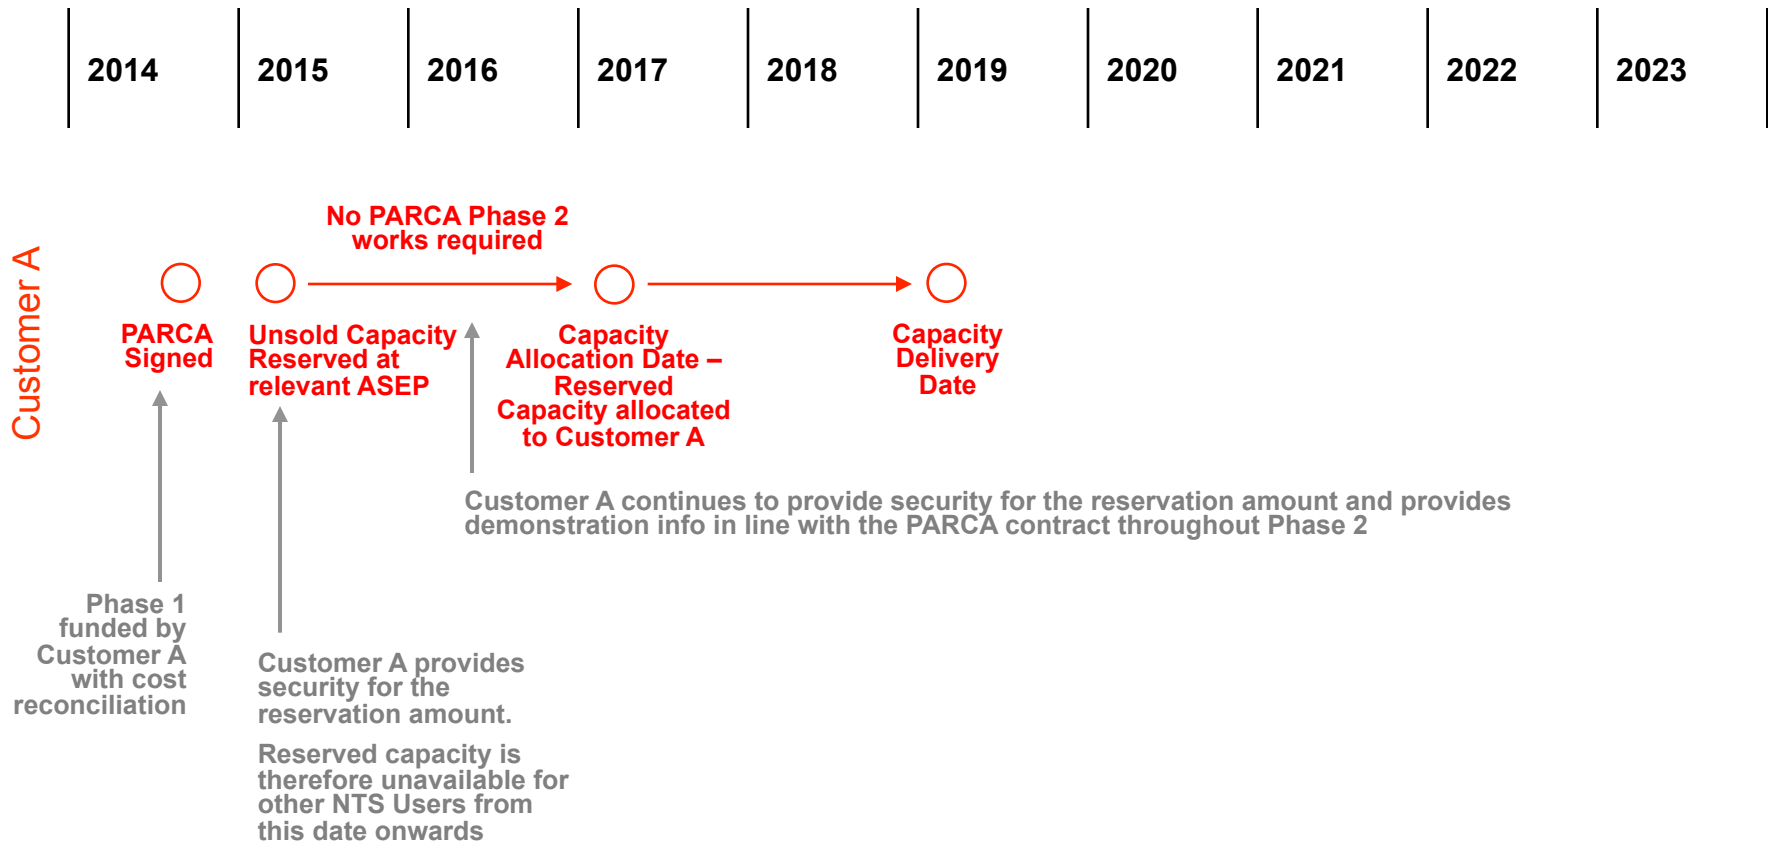 2014
2015
2016
2017
2018
2019
2020
2021
2022
2023
Customer A
No PARCA Phase 2
works required
PARCA
Signed
Unsold Capacity
Reserved at
relevant ASEP
Capacity
Allocation Date –
Reserved
Capacity allocated
to Customer A
Capacity
Delivery
Date
Customer A continues to provide security for the reservation amount and provides
demonstration info in line with the PARCA contract throughout Phase 2
Phase 1
funded by
Customer A
with cost
reconciliation
Customer A provides
security for the
reservation amount.
Reserved capacity is
therefore unavailable for
other NTS Users from
this date onwards